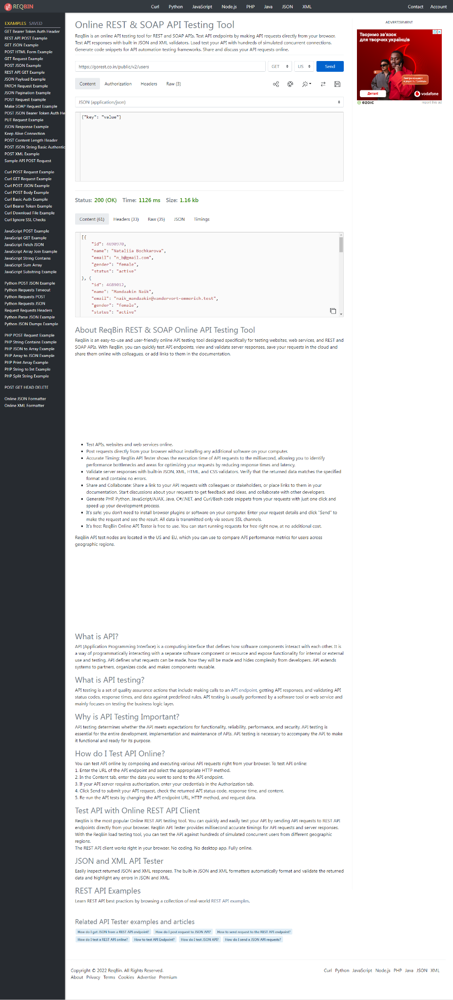 REQBIN
Curl Python JavaScript Node.js PHP Java JSON XML
Contact Account
EXAMPLES SAVED
GET Bearer Token Auth Header
REST API POST Example
GET JSON Example
POST HTML Form Example
GET Request Example
POST JSON Example
REST API GET Example
JSON Payload Example
PATCH Request Example
JSON Pagination Example
POST Request Example
Make SOAP Request Example
POST JSON Bearer Token Auth He
PUT Request Example
JSON Response Example
Keep Alive Connection
POST Content Length Header
POST JSON String Basic Authentic
POST XML Example
Sample API POST Request
Curl POST Request Example
Curl GET Request Example
Curl POST JSON Example
Curl POST Body Example
Curl Basic Auth Example
Curl Bearer Token Example
Curl Download File Example
Curl Ignore SSL Checks
JavaScript POST Example
JavaScript GET Example
JavaScript Fetch JSON
JavaScript Array Join Example
JavaScript String Contains
JavaScript Sum Array
JavaScript Substring Example
Python POST JSON Example
Python Requests Timeout
Python Requests POST
Python Requests JSON
Request Requests Headers
Python Parse JSON Example
Python JSON Dumps Example
PHP POST Request Example
PHP String Contains Example
PHP JSON to Array Example
PHP Array to JSON Example
PHP Print Array Example
PHP String to Int Example
PHP Split String Example
POST GET HEAD DELETE
Online JSON Formatter
Online XML Formatter
Online REST & SOAP API Testing Tool
ReqBin is an online API testing tool for REST and SOAP APIs. Test API endpoints by making API requests directly from your browser.
Test API responses with built-in JSON and XML validators. Load test your API with hundreds of simulated concurrent connections.
Generate code snippets for API automation testing frameworks. Share and discuss your API requests online.
https://gorest.co.in/public/v2/users
GET
US
Send
Content Authorization Headers Raw (3)
JSON (application/json)
{"key": "value"}
Status: 200 (OK) Time: 1126 ms Size: 1.16 kb
Content (61) Headers (33) Raw (35) JSON Timings
[{
"id": 4690970,
"name": "Nataliia Bochkarova",
"email": "n_b@gmail.com",
"gender": "female",
"status": "active"
}, {
"id": 4689012,
"name": "Mandaakin Naik",
"email": "naik_mandaakin@vandervort-emmerich.test",
"gender": "female",
"status": "active"
About ReqBin REST & SOAP Online API Testing Tool
ReqBin is an easy-to-use and user-friendly online API testing tool designed specifically for testing websites, web services, and REST and
SOAP APIs. With ReqBin, you can quickly test API endpoints, view and validate server responses, save your requests in the cloud and
share them online with colleagues, or add links to them in the documentation.
• Test APIs, websites and web services online.
• Post requests directly from your browser without installing any additional software on your computer.
• Accurate Timing: ReqBin API Tester shows the execution time of API requests to the millisecond, allowing you to identify
performance bottlenecks and areas for optimizing your requests by reducing response times and latency.
• Validate server responses with built-in JSON, XML, HTML, and CSS validators. Verify that the returned data matches the specified
format and contains no errors.
• Share and Collaborate: Share a link to your API requests with colleagues or stakeholders, or place links to them in your
documentation. Start discussions about your requests to get feedback and ideas, and collaborate with other developers.
• Generate PHP, Python, JavaScript/AJAX, Java, C#/.NET, and Curl/Bash code snippets from your requests with just one click and
speed up your development process.
• It's safe: you don't need to install browser plugins or software on your computer. Enter your request details and click "Send" to
make the request and see the result. All data is transmitted only via secure SSL channels.
• It's free: ReqBin Online API Tester is free to use. You can start running requests for free right now, at no additional cost.
ReqBin API test nodes are located in the US and EU, which you can use to compare API performance metrics for users across
geographic regions.
What is API?
API (Application Programming Interface) is a computing interface that defines how software components interact with each other. It is
a way of programmatically interacting with a separate software component or resource and expose functionality for internal or external
use and testing. API defines what requests can be made, how they will be made and hides complexity from developers. API extends
systems to partners, organizes code, and makes components reusable.
What is API testing?
API testing is a set of quality assurance actions that include making calls to an API endpoint, getting API responses, and validating API
status codes, response times, and data against predefined rules. API testing is usually performed by a software tool or web service and
mainly focuses on testing the business logic layer.
Why is API Testing Important?
API testing determines whether the API meets expectations for functionality, reliability, performance, and security. API testing is
essential for the entire development, implementation and maintenance of APIs. API testing is necessary to accompany the API to make
it functional and ready for its purpose.
How do I Test API Online?
You can test API online by composing and executing various API requests right from your browser. To test API online:
1. Enter the URL of the API endpoint and select the appropriate HTTP method.
2. In the Content tab, enter the data you want to send to the API endpoint.
3. If your API server requires authorization, enter your credentials in the Authorization tab.
4. Click Send to submit your API request, check the returned API status code, response time, and content.
5. Re-run the API tests by changing the API endpoint URL, HTTP method, and request data.
Test API with Online REST API Client
ReqBin is the most popular Online REST API testing tool. You can quickly and easily test your API by sending API requests to REST API
endpoints directly from your browser. ReqBin API Tester provides millisecond accurate timings for API requests and server responses.
With the ReqBin load testing tool, you can test the API against hundreds of simulated concurrent users from different geographic
regions.
The REST API client works right in your browser. No coding. No desktop app. Fully online.
JSON and XML API Tester
Easily inspect returned JSON and XML responses. The built-in JSON and XML formatters automatically format and validate the returned
data and highlight any errors in JSON and XML.
REST API Examples
Learn REST API best practices by browsing a collection of real-world REST API examples.
Related API Tester examples and articles
How do I get JSON from a REST API endpoint? How do I post request to JSON API? How to send request to the REST API endpoint?
How do I test a REST API online? How to test API Endpoint? How do I test JSON API? How do I send a JSON API requests?
ADVERTISEMENT
Творимо зв'язок
для творчих українців
Завтра концерт
в укритті. Приходь.
Деталі
vodafone
ezoic
report this ad
Copyright © 2022 ReqBin. All Rights Reserved.
About Privacy Terms Cookies Advertise Premium
Curl Python JavaScript Node.js PHP Java JSON XML